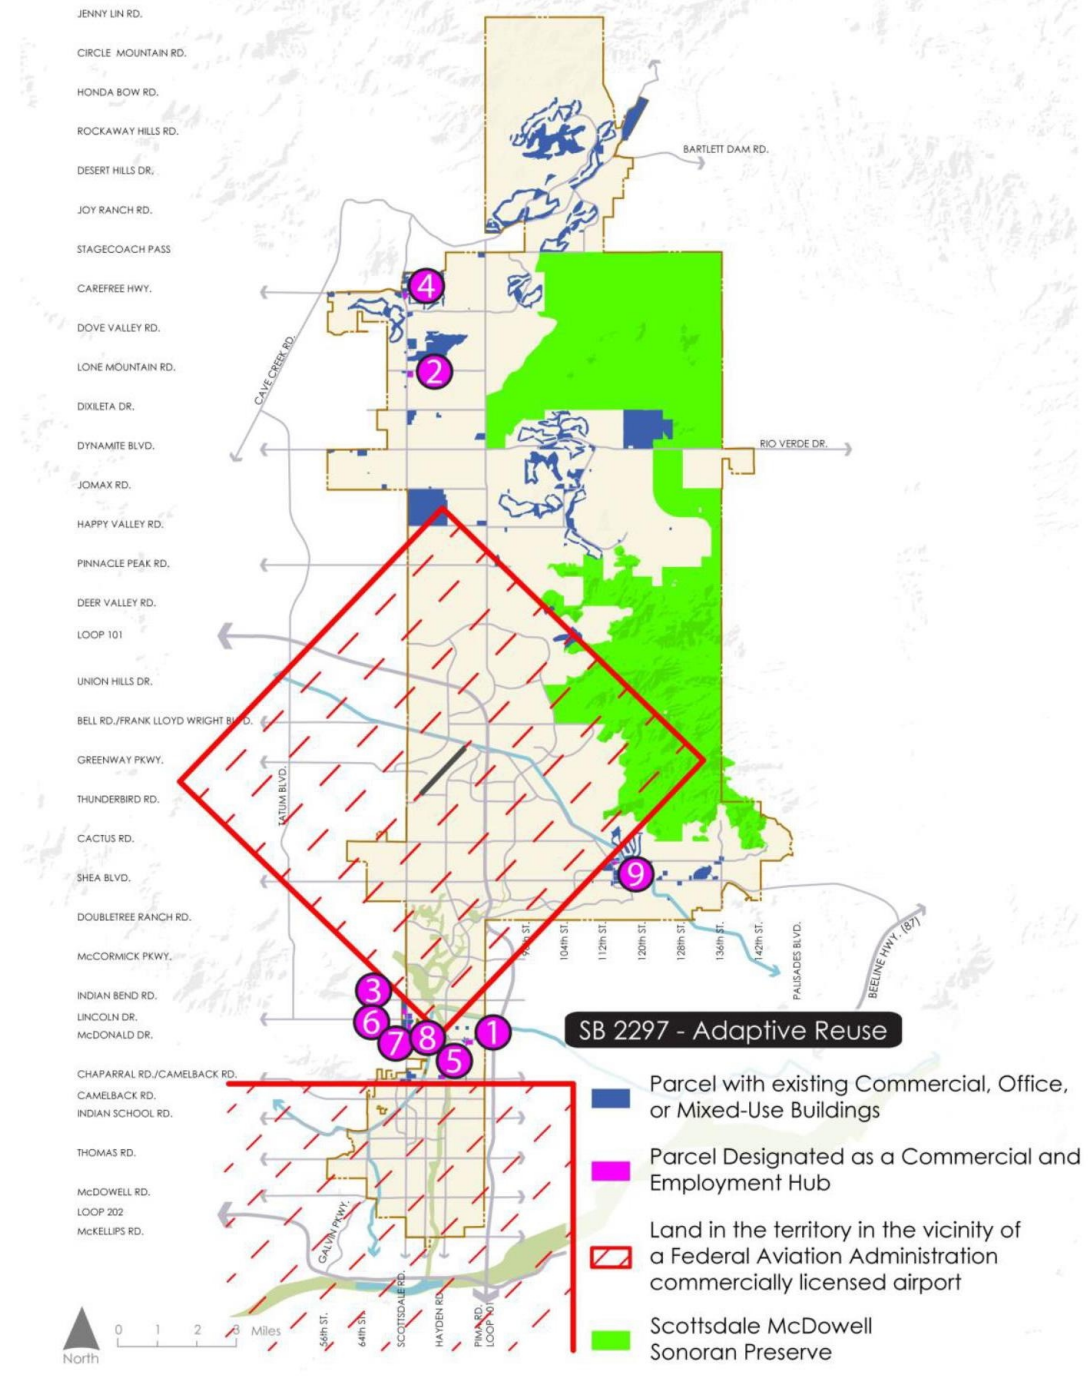 JENNY LIN RD.
CIRCLE MOUNTAIN RD.
HONDA BOW RD.
ROCKAWAY HILLS RD.
BARTLETT DAM RD.
DESERT HILLS DR.
JOY RANCH RD.
STAGECOACH PASS
CAREFREE HWY.
4
DOVE VALLEY RD.
LONE MOUNTAIN RD.
2
CAVE CREEK RD.
DIXILETA DR.
DYNAMITE BLVD.
RIO VERDE DR.
JOMAX RD.
HAPPY VALLEY RD.
PINNACLE PEAK RD.
DEER VALLEY RD.
LOOP 101
UNION HILLS DR.
BELL RD./FRANK LLOYD WRIGHT BLVD.
GREENWAY PKWY.
THUNDERBIRD RD.
TATUM BLVD.
CACTUS RD.
SHEA BLVD.
9
DOUBLETREE RANCH RD.
104th ST.
112th ST.
120th ST.
128th ST.
136th ST.
142th ST.
PALISADES BLVD.
BEELINE HWY. (87)
McCORMICK PKWY.
INDIAN BEND RD.
3
LINCOLN DR.
6
McDONALD DR.
7
8
1
5
SB 2297 - Adaptive Reuse
CHAPARRAL RD./CAMELBACK RD.
CAMELBACK RD.
INDIAN SCHOOL RD.
THOMAS RD.
McDOWELL RD.
LOOP 202
McKELLIPS RD.
GALVIN PKWY.
56th ST.
64th ST.
SCOTTSDALE RD.
HAYDEN RD.
PIMA RD.
LOOP 101
Parcel with existing Commercial, Office,
or Mixed-Use Buildings
Parcel Designated as a Commercial and
Employment Hub
Land in the territory in the vicinity of
a Federal Aviation Administration
commercially licensed airport
Scottsdale McDowell
Sonoran Preserve
0 1 2 3 Miles
North